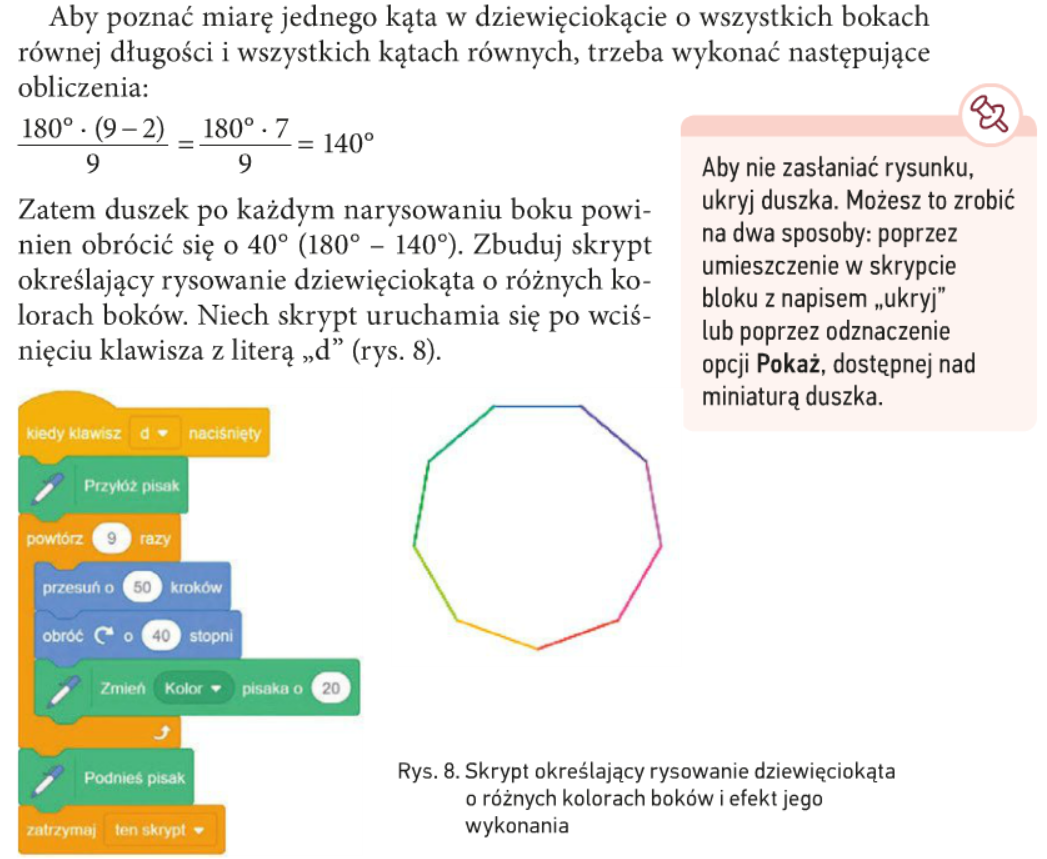 Aby poznać miarę jednego kąta w dziewięciokącie o wszystkich bokach
równej długości i wszystkich kątach równych, trzeba wykonać następujące
obliczenia:
180° · (9 – 2) / 9 = 180° · 7 / 9 = 140°
Zatem duszek po każdym narysowaniu boku powi-
nien obrócić się o 40° (180° – 140°). Zbuduj skrypt
określający rysowanie dziewięciokąta o różnych ko-
lorach boków. Niech skrypt uruchamia się po wciś-
nięciu klawisza z literą „d” (rys. 8).
Aby nie zasłaniać rysunku,
ukryj duszka. Możesz to zrobić
na dwa sposoby: poprzez
umieszczenie w skrypcie
bloku z napisem „ukryj”
lub poprzez odznaczenie
opcji Pokaż, dostępnej nad
miniaturą duszka.
kiedy klawisz d naciśnięty
Przyłóż pisak
powtórz 9 razy
przesuń o 50 kroków
obróć o 40 stopni
Zmień Kolor pisaka o 20
Podnieś pisak
zatrzymaj ten skrypt
Rys. 8. Skrypt określający rysowanie dziewięciokąta
o różnych kolorach boków i efekt jego
wykonania